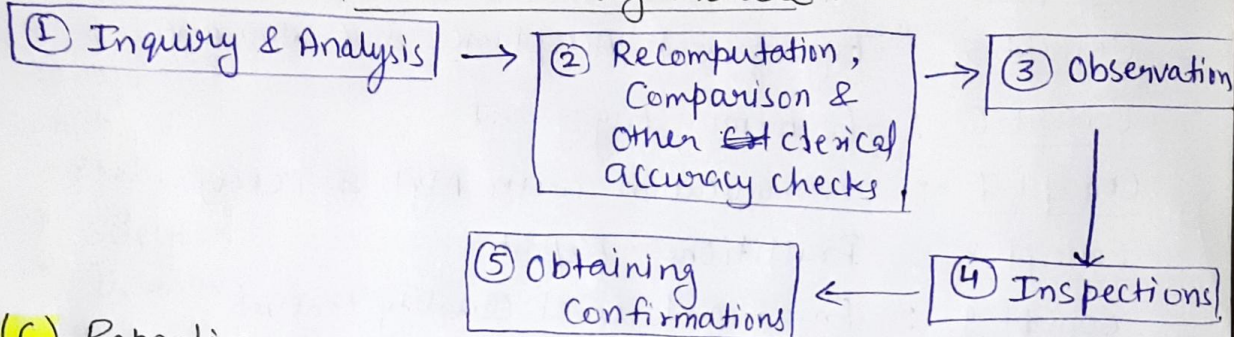 ① Inquiry & Analysis
② Recomputation,
Comparison &
other clerical
accuracy checks
③ Observation
④ Inspections
⑤ Obtaining
Confirmations
(C)